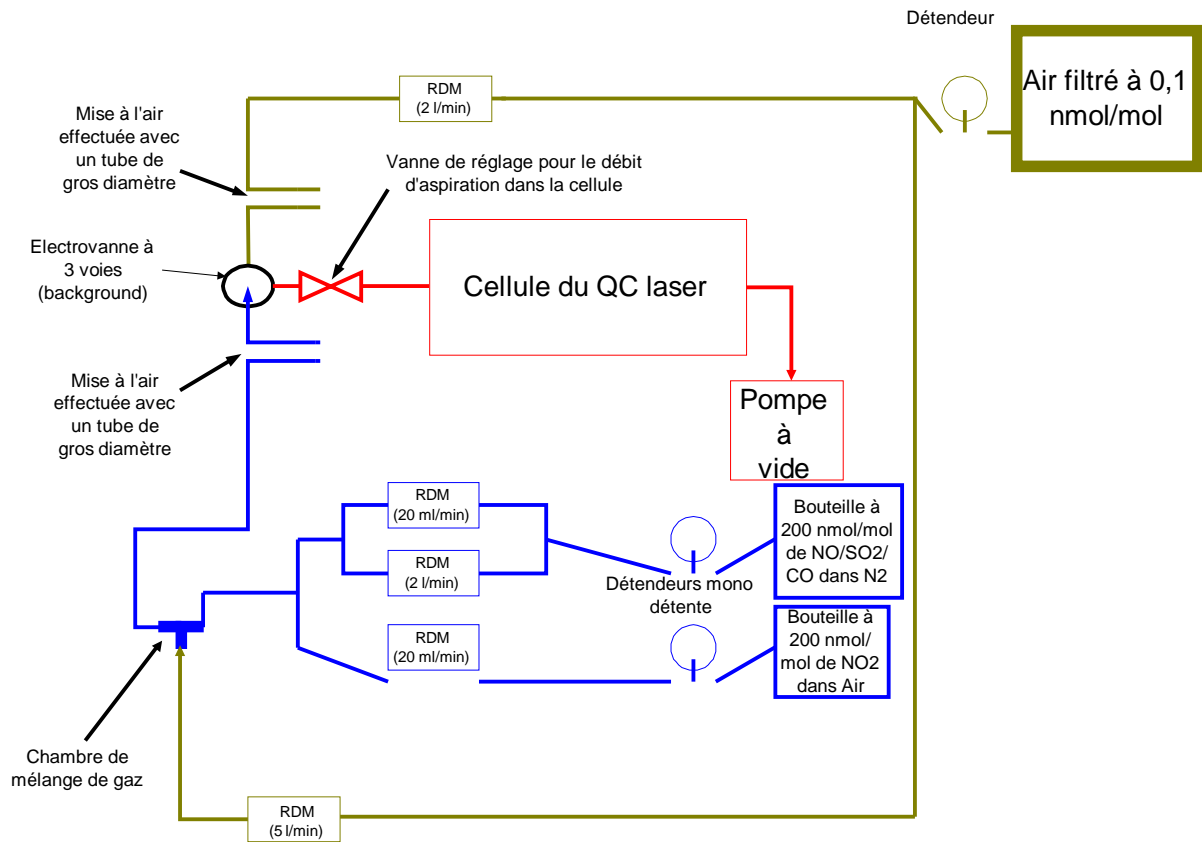 Détendeur
Air filtré à 0,1
nmol/mol
RDM
(2 l/min)
Mise à l'air
effectuée avec
un tube de
gros diamètre
Vanne de réglage pour le débit
d'aspiration dans la cellule
Electrovanne à
3 voies
(background)
Cellule du QC laser
Mise à l'air
effectuée avec
un tube de
gros diamètre
Pompe
à
vide
RDM
(20 ml/min)
RDM
(2 l/min)
Bouteille à
200 nmol/mol
de NO/SO2/
CO dans N2
Détendeurs mono
détente
RDM
(20 ml/min)
Bouteille à
200 nmol/
mol de NO2
dans Air
Chambre de
mélange de gaz
RDM
(5 l/min)